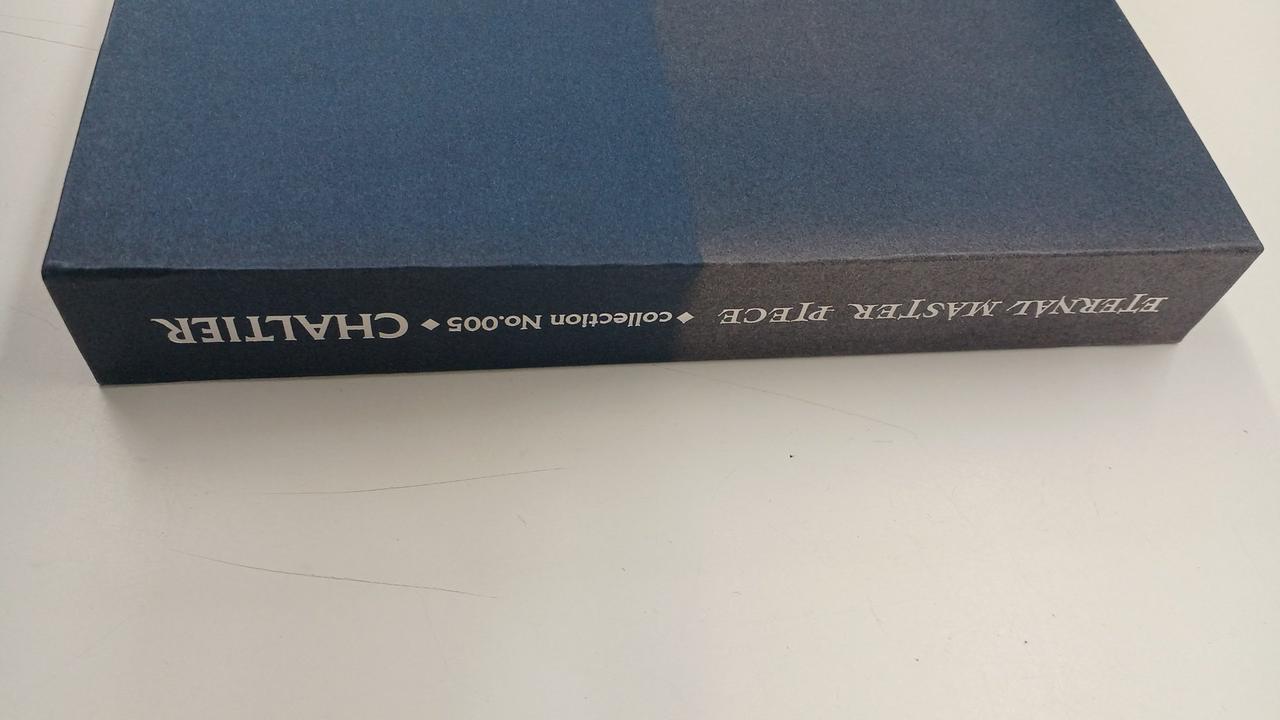 ETERNAL MASTER PIECE ◆ collection No.005 ◆ CHALTIER